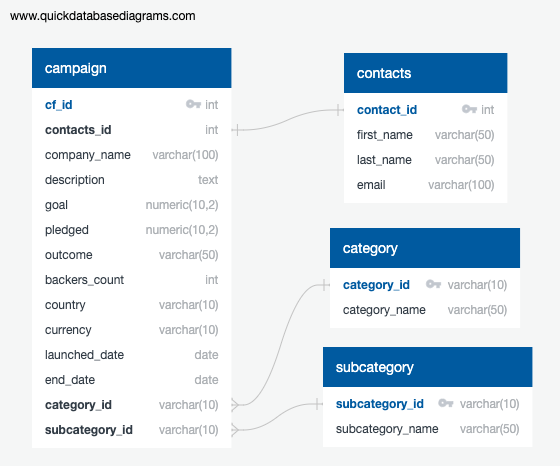 www.quickdatabasediagrams.com
campaign
cf_id int
contacts_id int
company_name varchar(100)
description text
goal numeric(10,2)
pledged numeric(10,2)
outcome varchar(50)
backers_count int
country varchar(10)
currency varchar(10)
launched_date date
end_date date
category_id varchar(10)
subcategory_id varchar(10)
contacts
contact_id int
first_name varchar(50)
last_name varchar(50)
email varchar(100)
category
category_id varchar(10)
category_name varchar(50)
subcategory
subcategory_id varchar(10)
subcategory_name varchar(50)